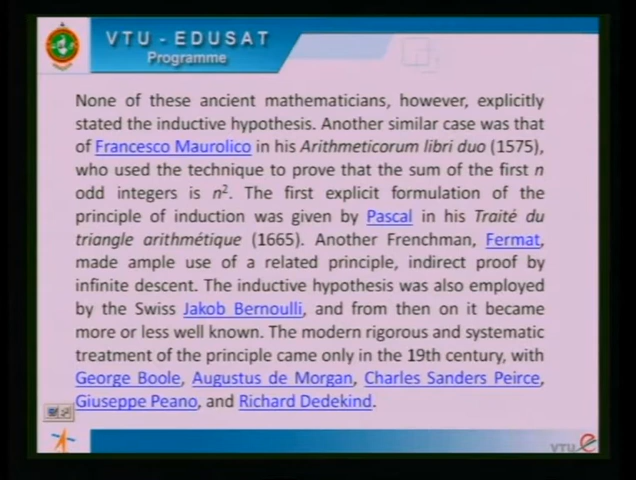 VTU - EDUSAT
Programme
None of these ancient mathematicians, however, explicitly
stated the inductive hypothesis. Another similar case was that
of Francesco Maurolico in his Arithmeticorum libri duo (1575),
who used the technique to prove that the sum of the first n
odd integers is n². The first explicit formulation of the
principle of induction was given by Pascal in his Traité du
triangle arithmétique (1665). Another Frenchman, Fermat,
made ample use of a related principle, indirect proof by
infinite descent. The inductive hypothesis was also employed
by the Swiss Jakob Bernoulli, and from then on it became
more or less well known. The modern rigorous and systematic
treatment of the principle came only in the 19th century, with
George Boole, Augustus de Morgan, Charles Sanders Peirce,
Giuseppe Peano, and Richard Dedekind.
VTU e